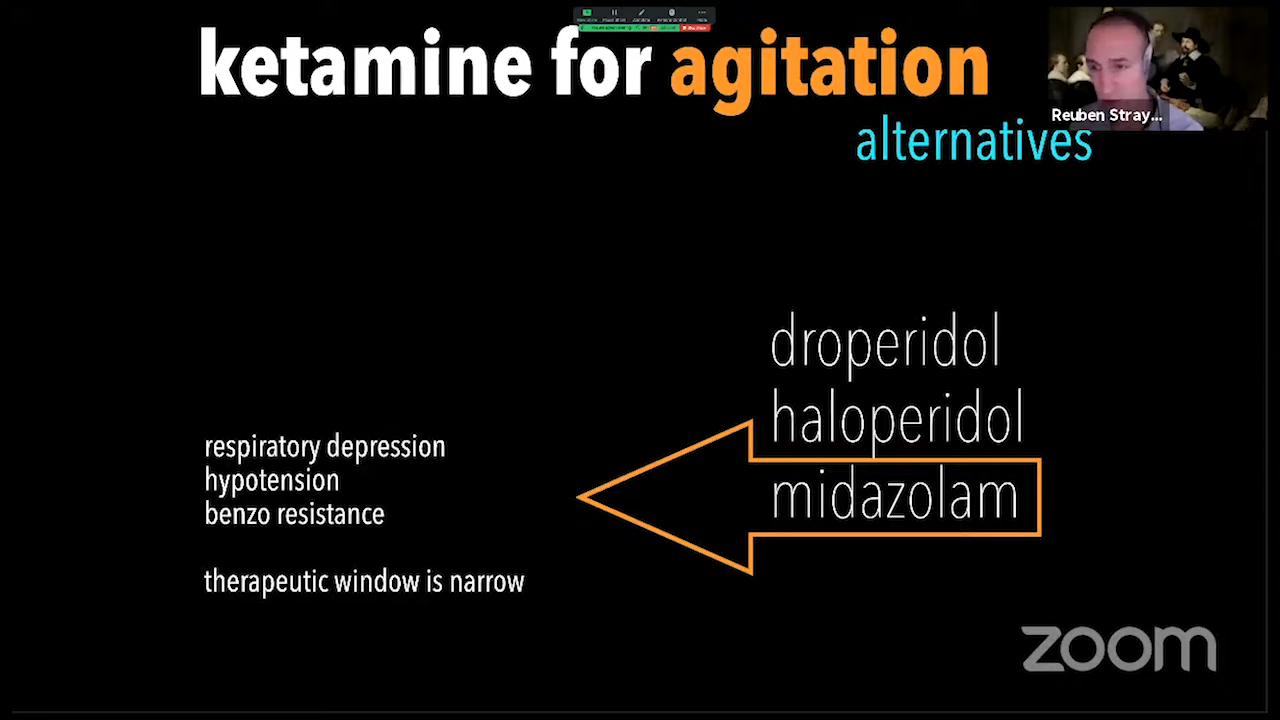 ketamine for agitation
Reuben Stray...
alternatives
droperidol
haloperidol
midazolam
respiratory depression
hypotension
benzo resistance
therapeutic window is narrow
zoom